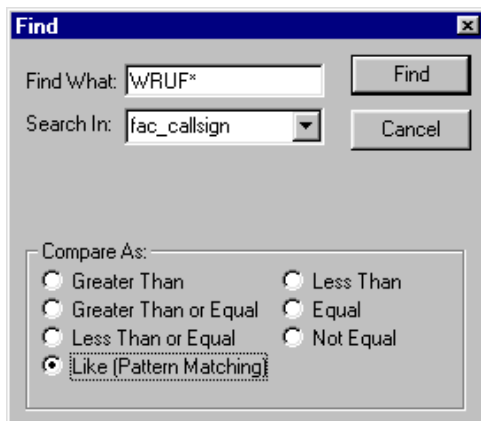 Find
Find What: WRUF* Find
Search In: fac_callsign Cancel
Compare As:
Greater Than Less Than
Greater Than or Equal Equal
Less Than or Equal Not Equal
Like (Pattern Matching)